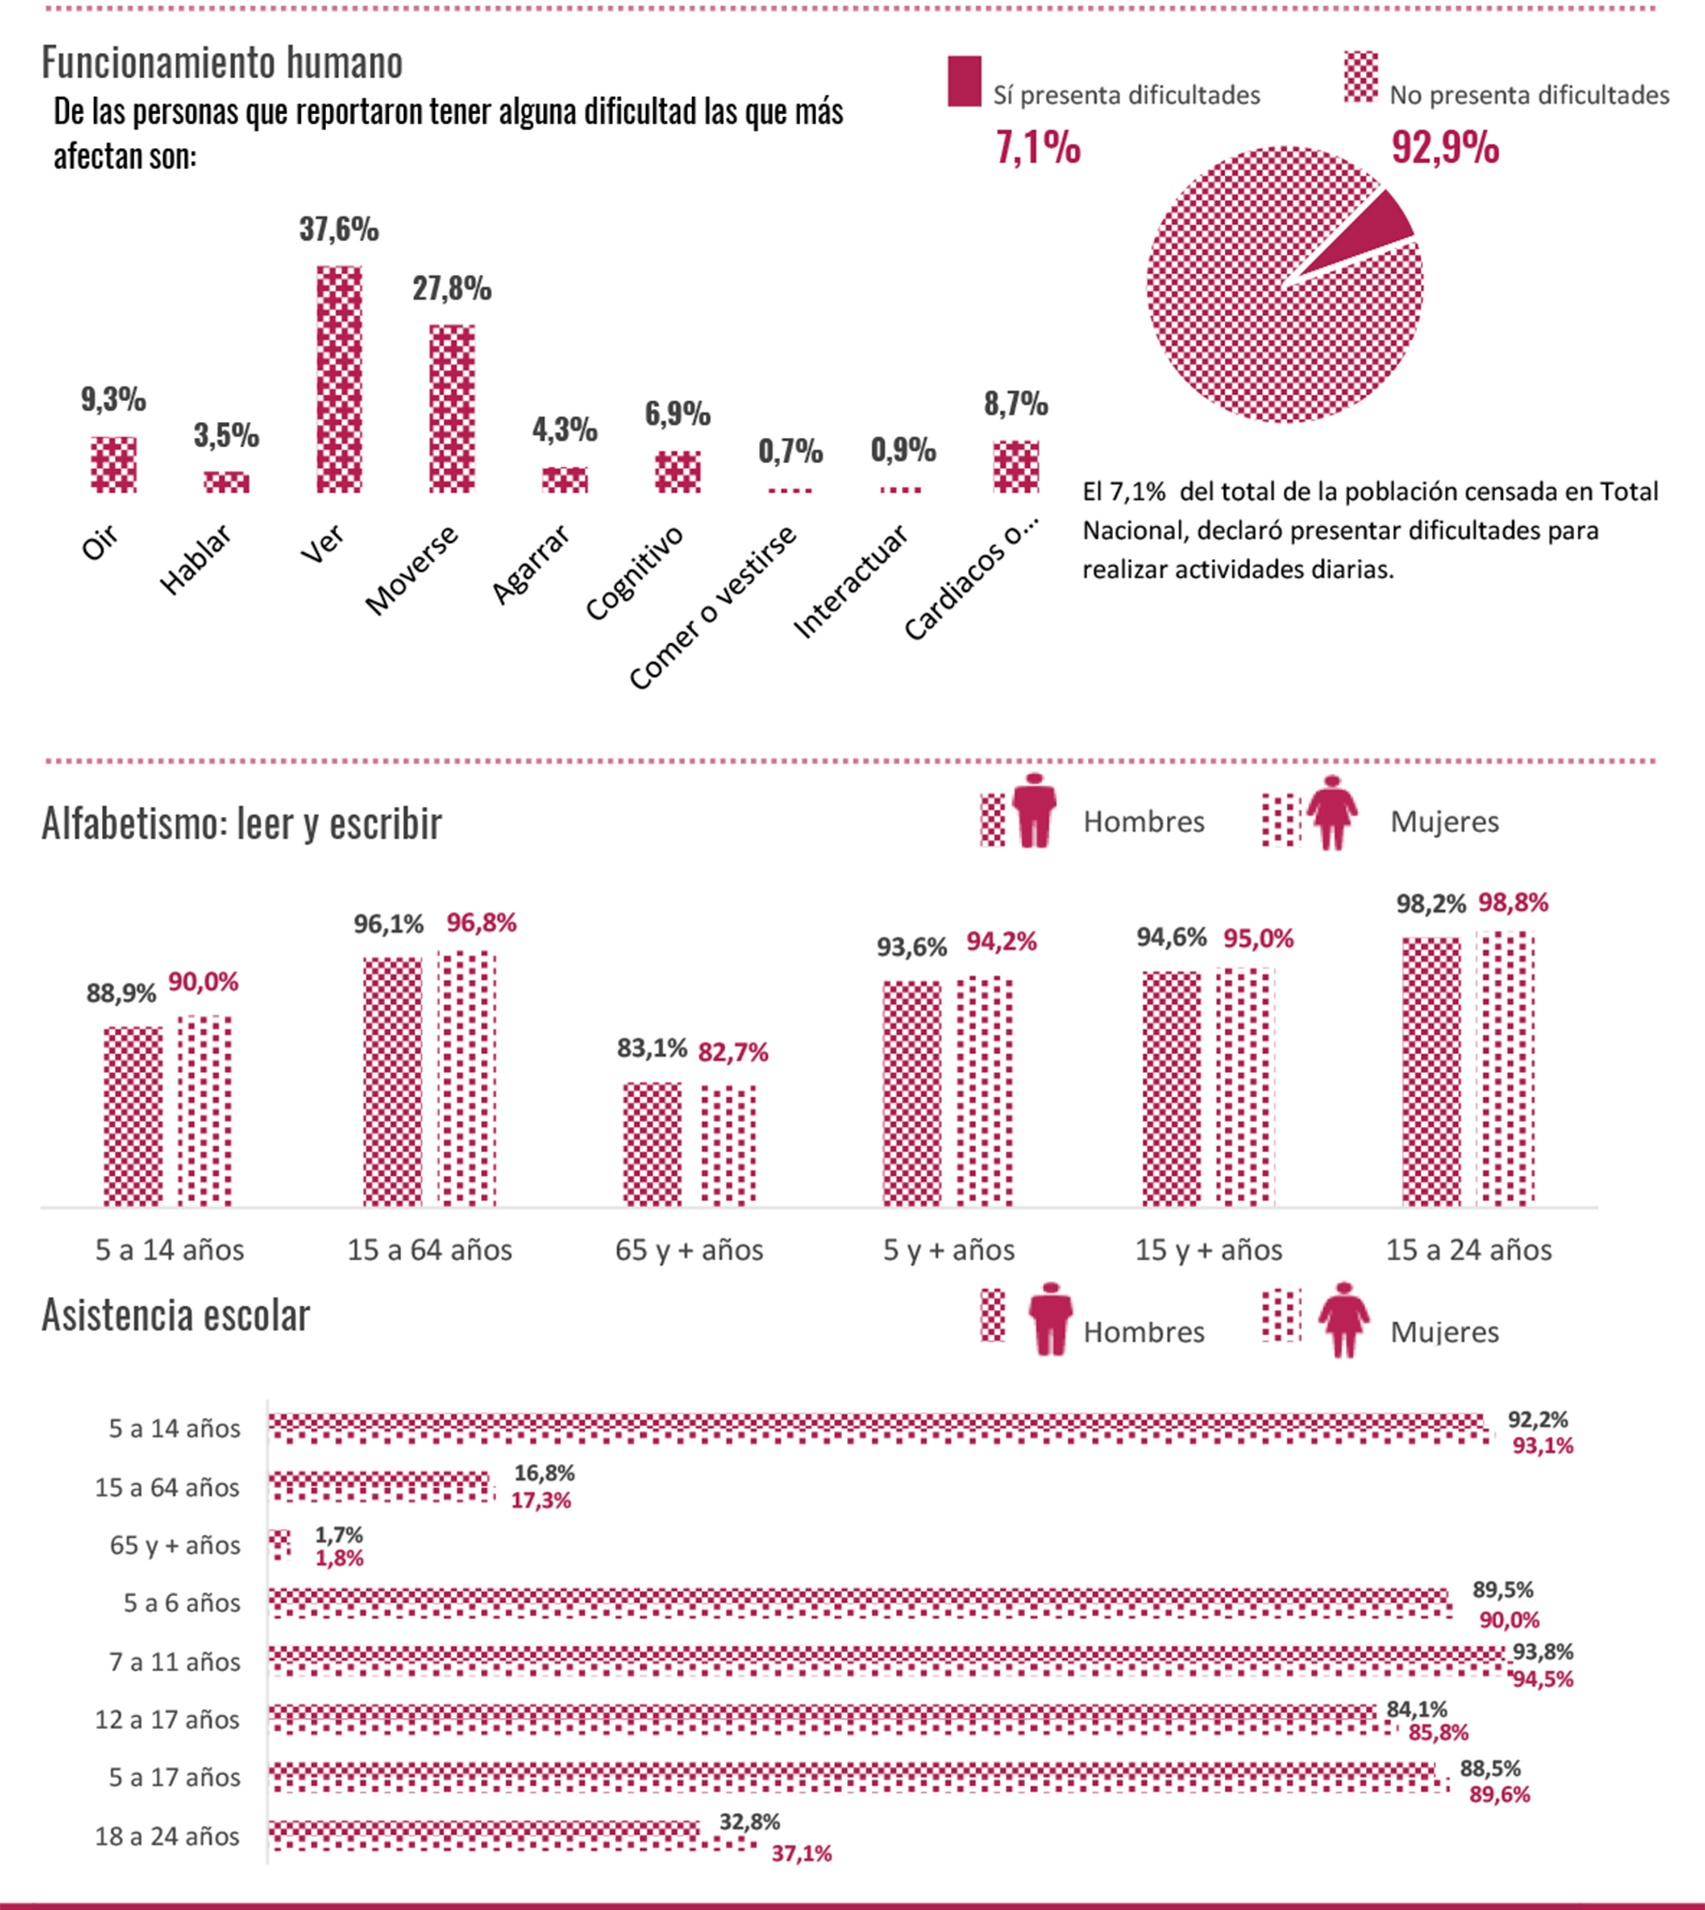 Funcionamiento humano
De las personas que reportaron tener alguna dificultad las que más
afectan son:
Sí presenta dificultades
No presenta dificultades
7,1%
92,9%
37,6%
27,8%
9,3%
3,5%
4,3%
6,9%
0,7%
0,9%
8,7%
Oir
Hablar
Ver
Moverse
Agarrar
Cognitivo
Comer o vestirse
Interactuar
Cardiacos o...
El 7,1% del total de la población censada en Total
Nacional, declaró presentar dificultades para
realizar actividades diarias.
Alfabetismo: leer y escribir
Hombres
Mujeres
88,9% 90,0%
96,1% 96,8%
83,1% 82,7%
93,6% 94,2%
94,6% 95,0%
98,2% 98,8%
5 a 14 años
15 a 64 años
65 y + años
5 y + años
15 y + años
15 a 24 años
Asistencia escolar
Hombres
Mujeres
5 a 14 años
92,2%
93,1%
15 a 64 años
16,8%
17,3%
65 y + años
1,7%
1,8%
5 a 6 años
89,5%
90,0%
7 a 11 años
93,8%
94,5%
12 a 17 años
84,1%
85,8%
5 a 17 años
88,5%
89,6%
18 a 24 años
32,8%
37,1%